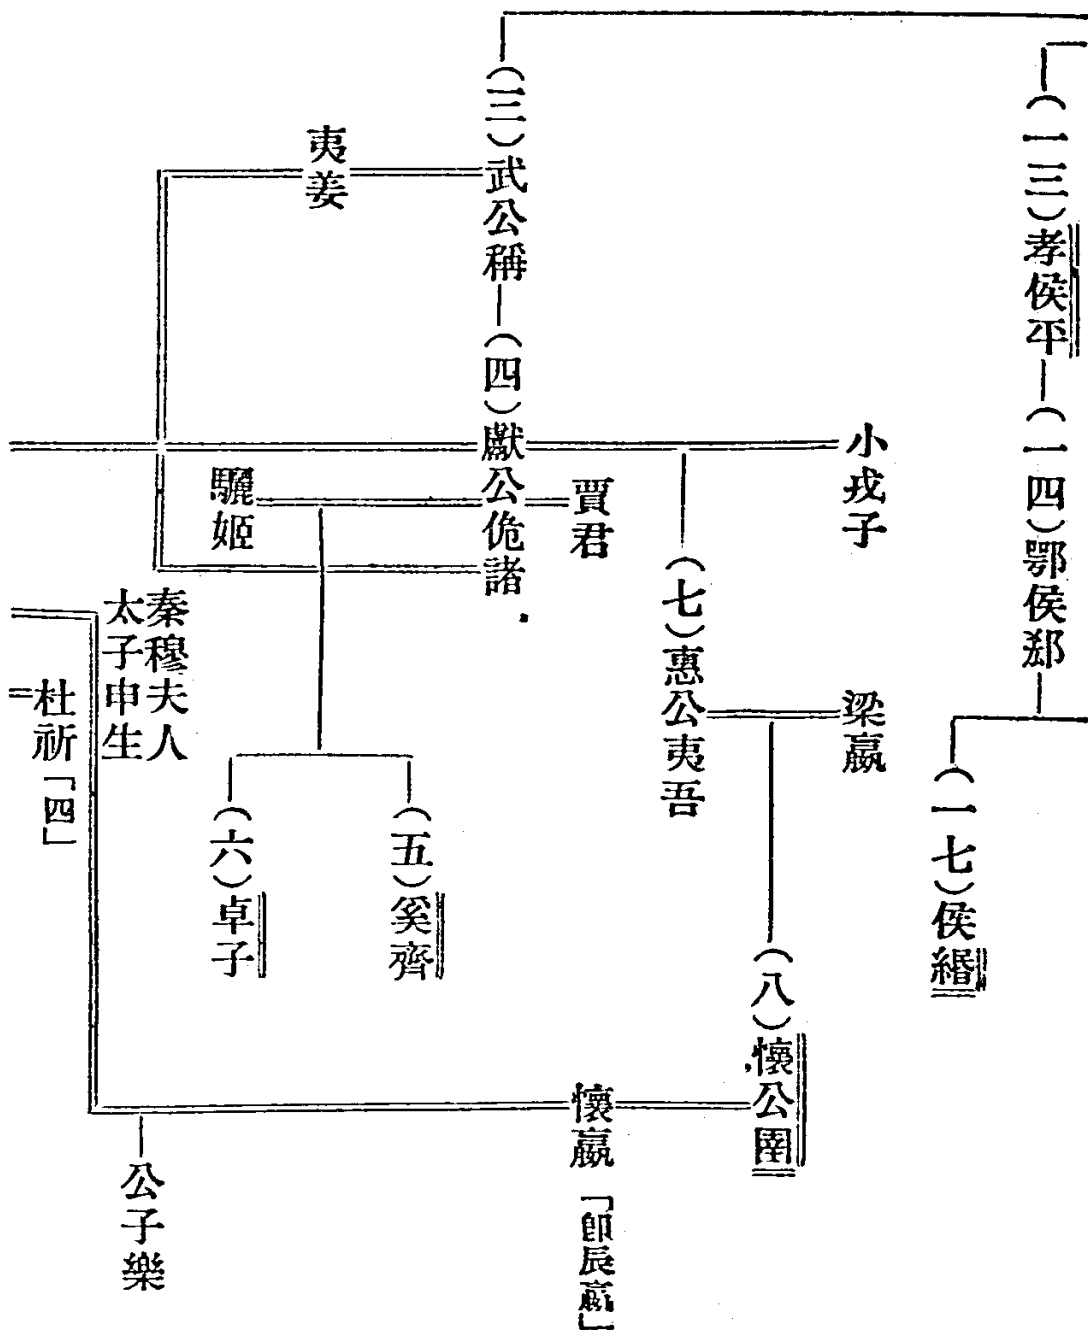 （一三）孝侯平—（一四）鄂侯郄
（一七）侯緡
小戎子
梁嬴
（八）懷公圉
（七）惠公夷吾
賈君
懷嬴「卽辰嬴」
（三）武公稱—（四）獻公佹諸
（五）奚齊
夷姜
驪姬
（六）卓子
秦穆夫人
太子申生
公子樂
杜祈「四」